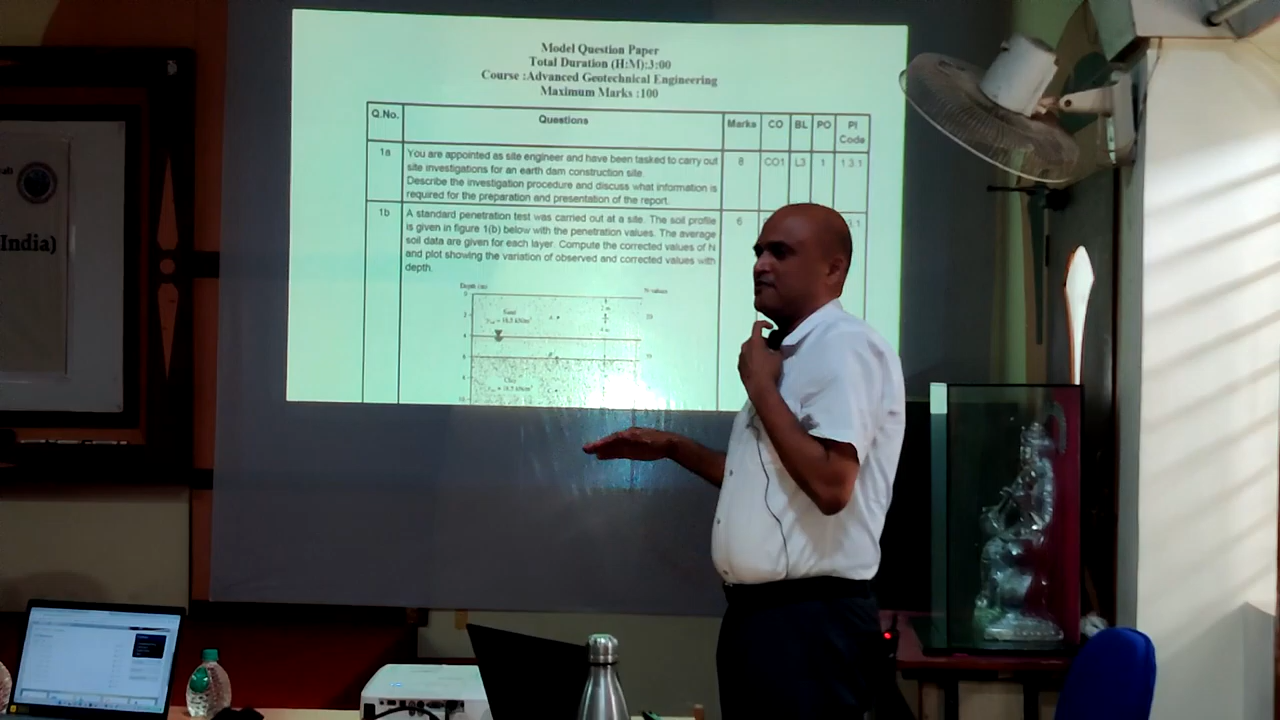 Model Question Paper
Total Duration (H:M):3:00
Course :Advanced Geotechnical Engineering
Maximum Marks :100
Q.No. Questions Marks CO BL PO PI Code
1a You are appointed as site engineer and have been tasked to carry out 8 CO1 L3 1 1.3.1
site investigations for an earth dam construction site.
Describe the investigation procedure and discuss what information is
required for the preparation and presentation of the report.
1b A standard penetration test was carried out at a site. The soil profile 6
is given in figure 1(b) below with the penetration values. The average
soil data are given for each layer. Compute the corrected values of N
and plot showing the variation of observed and corrected values with
depth.
Depth (m) N values
Sand
Clay
India)